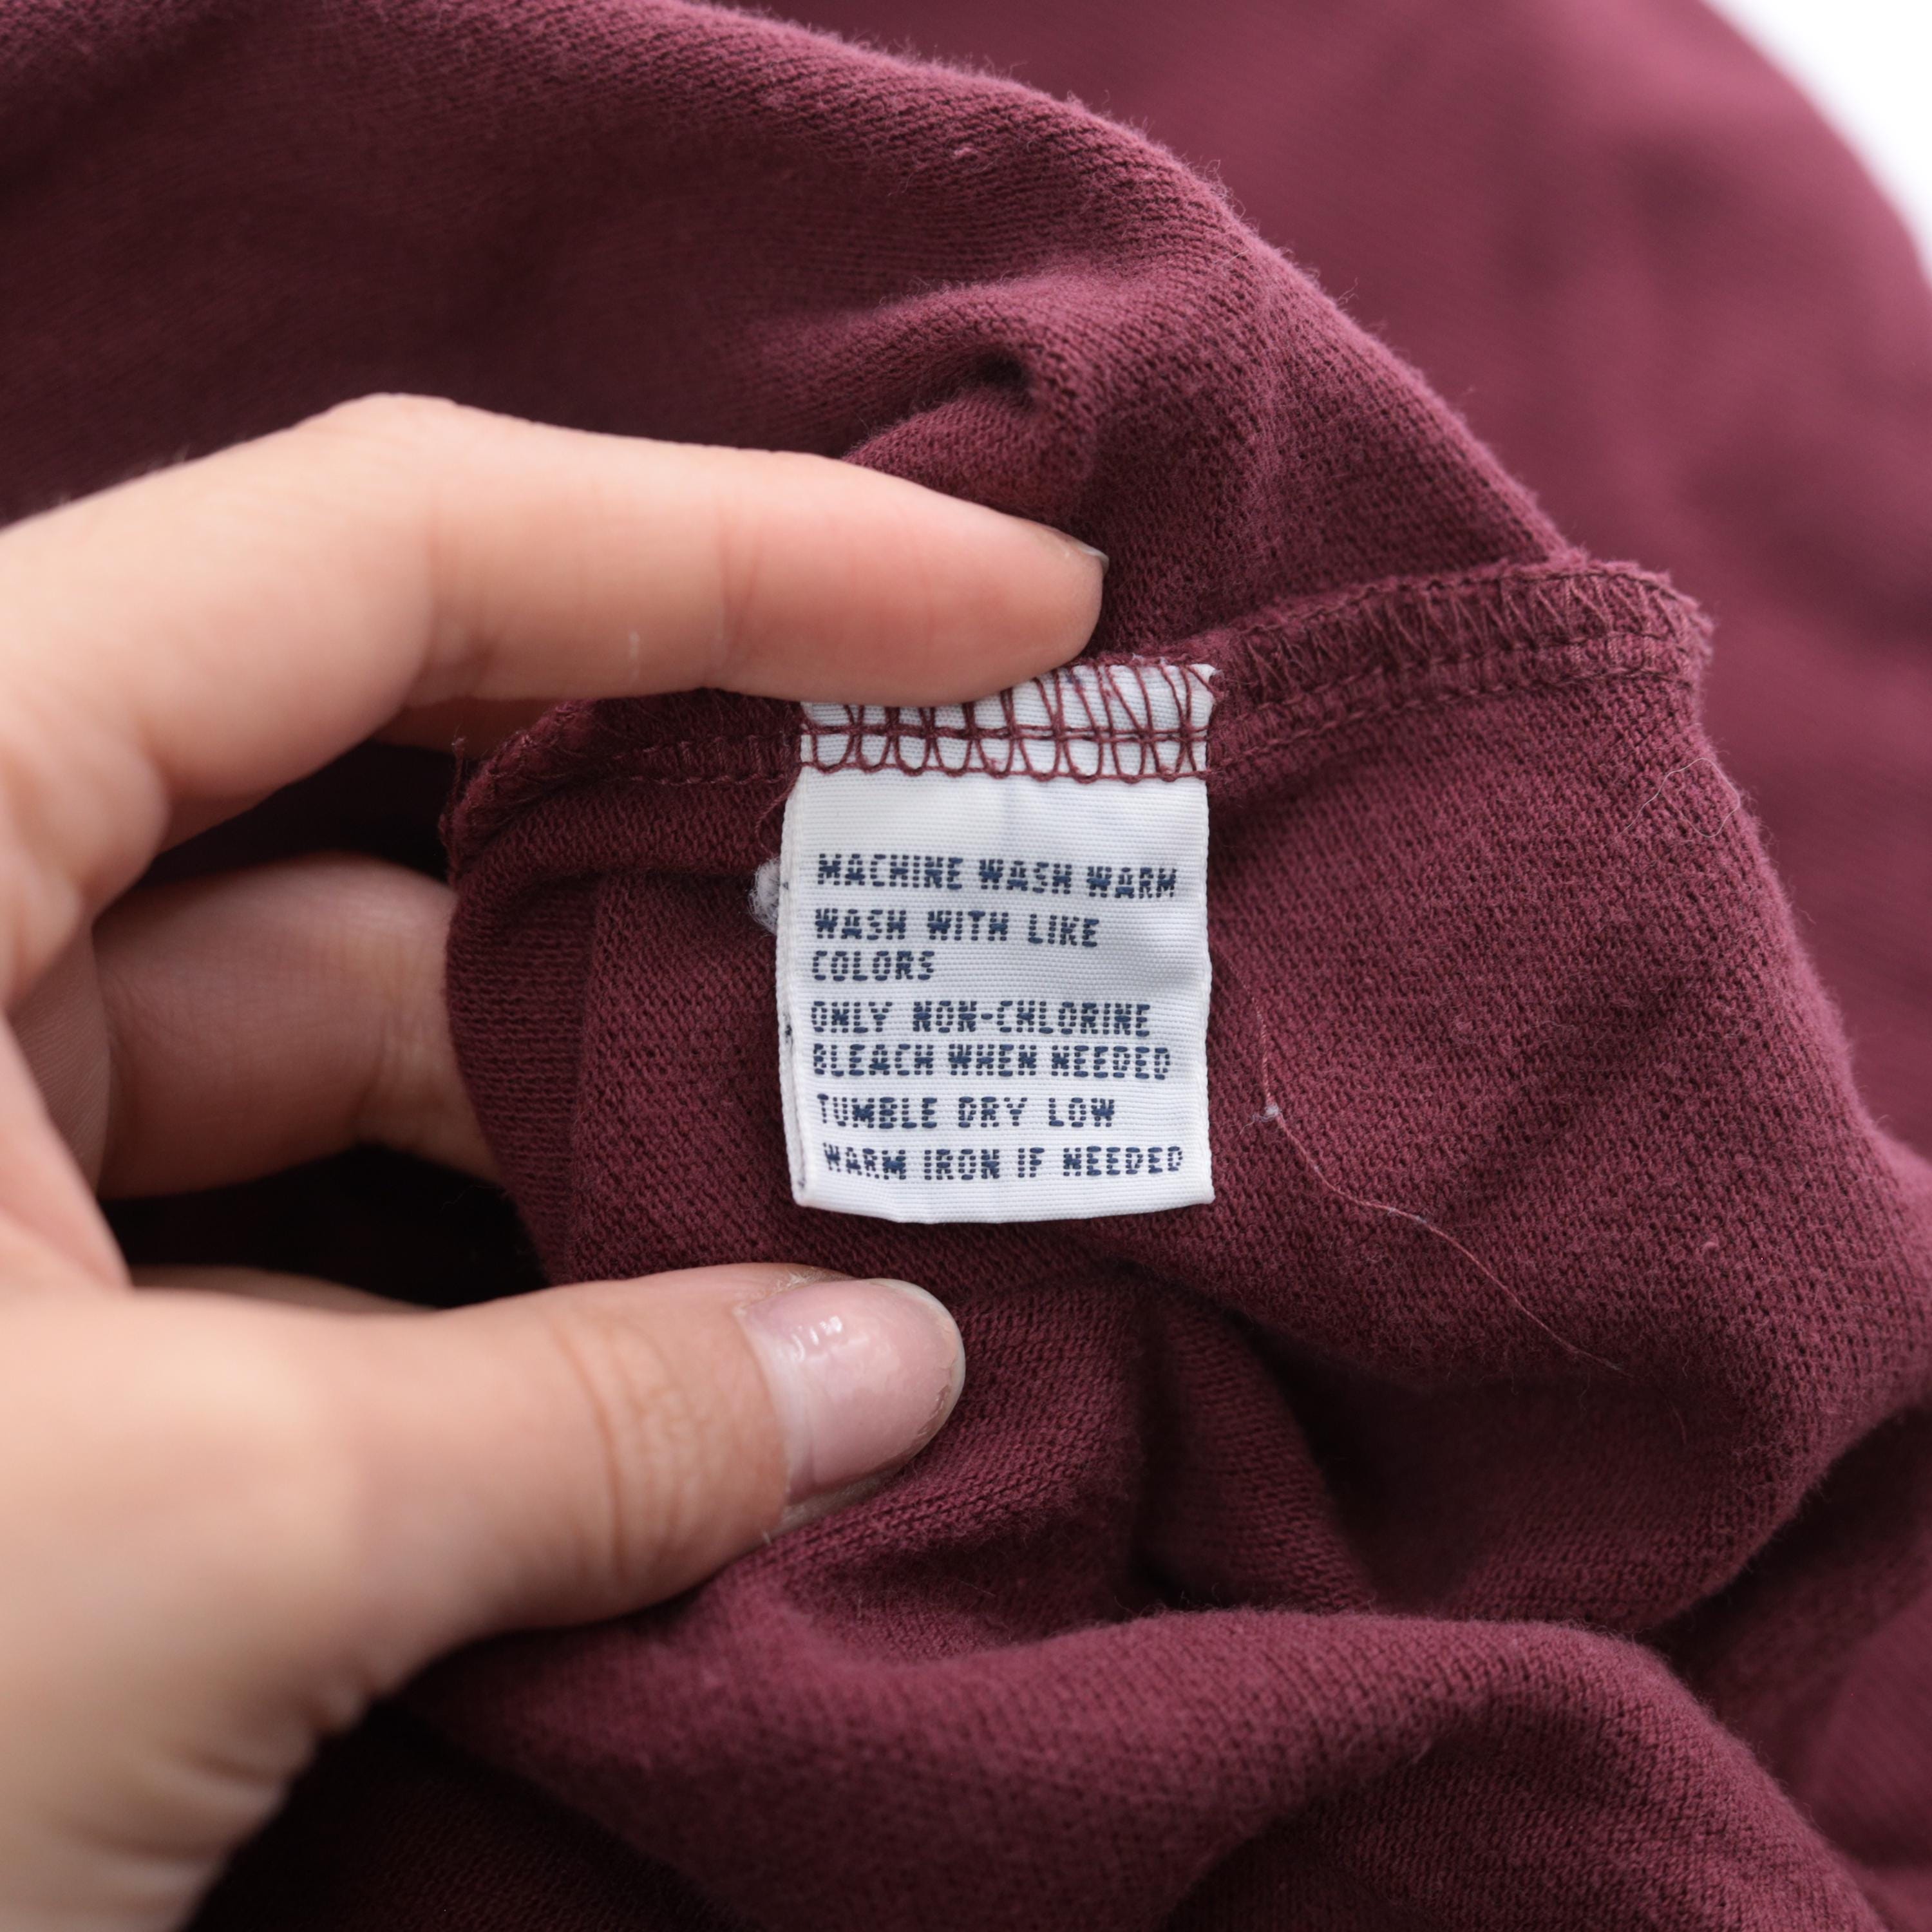 MACHINE WASH WARM
WASH WITH LIKE
COLORS
ONLY NON-CHLORINE
BLEACH WHEN NEEDED
TUMBLE DRY LOW
WARM IRON IF NEEDED